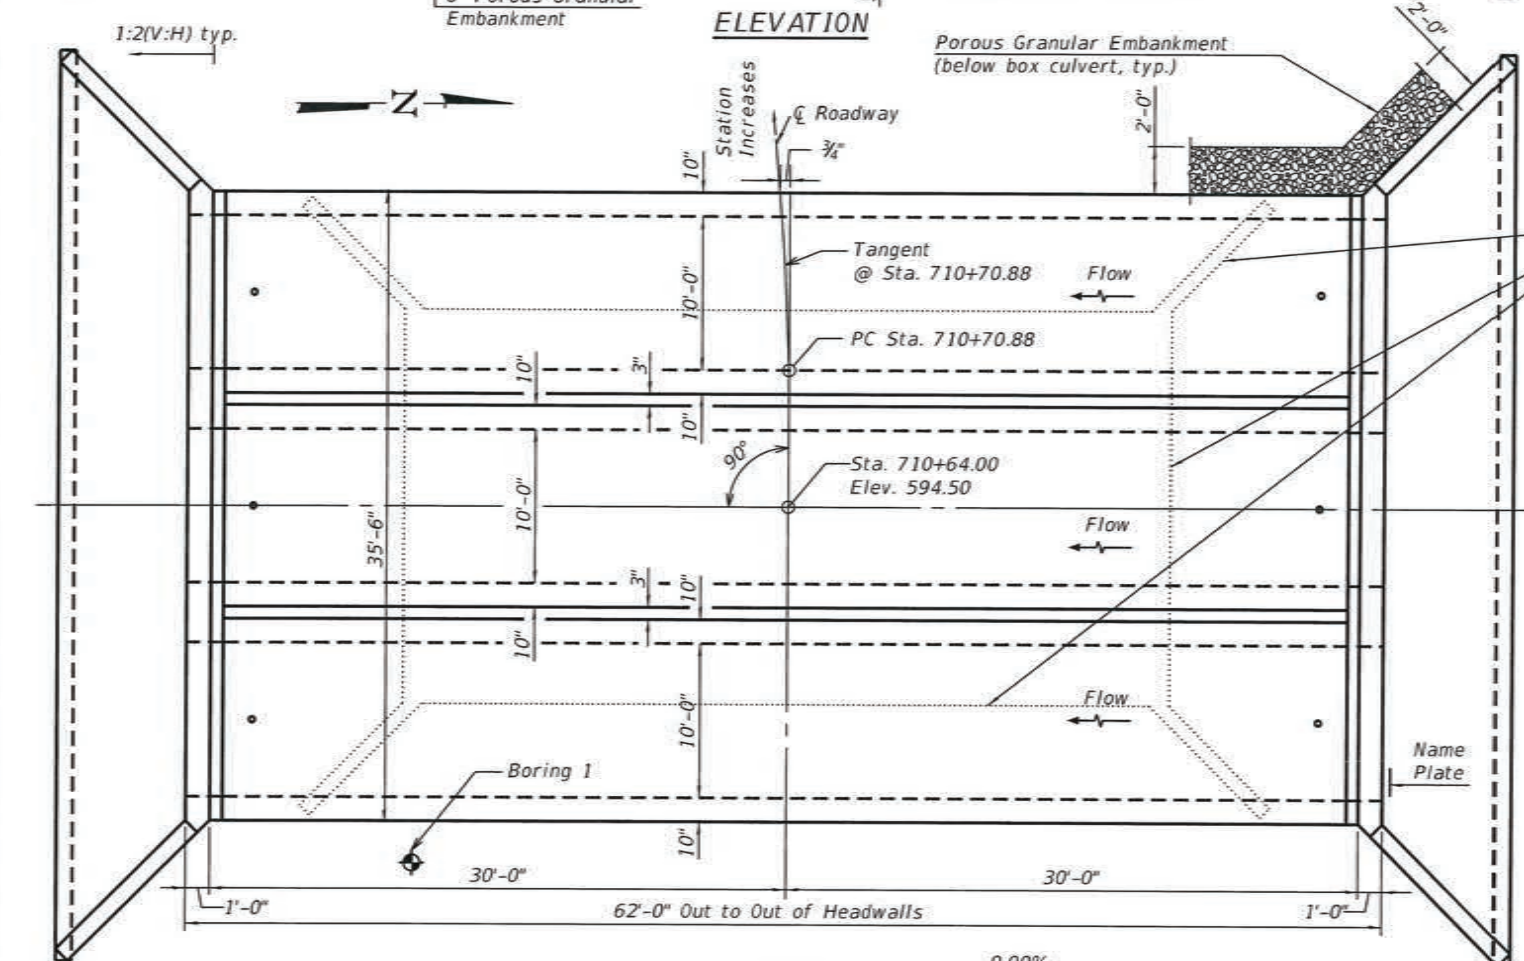 Embankment
ELEVATION
1:2(V:H) typ.
2'-0"
Porous Granular Embankment
(below box culvert, typ.)
N
Station
Increases
℄ Roadway
3/4"
10"
2'-0"
Tangent
@ Sta. 710+70.88
Flow
10'-0"
PC Sta. 710+70.88
10"
3"
10"
90°
Sta. 710+64.00
Elev. 594.50
10'-0"
35'-6"
Flow
3"
10"
10"
10'-0"
Flow
Name
Plate
Boring 1
10"
30'-0"
30'-0"
1'-0"
62'-0" Out to Out of Headwalls
1'-0"